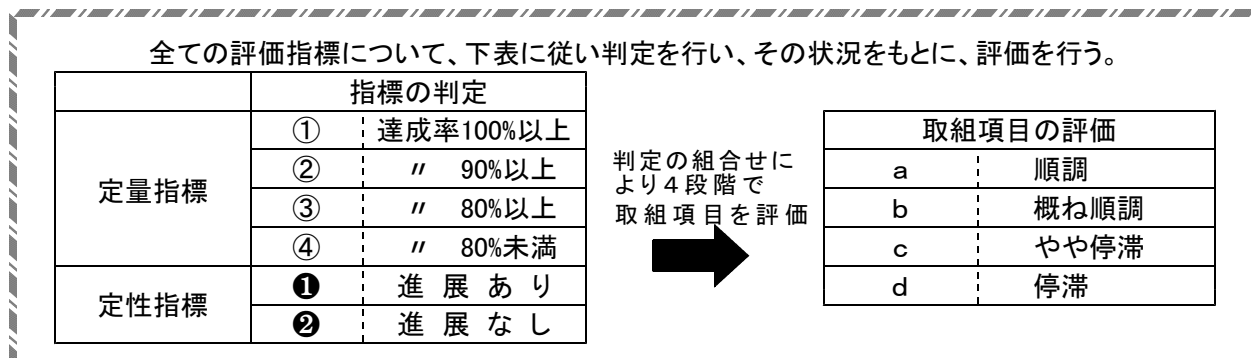 全ての評価指標について、下表に従い判定を行い、その状況をもとに、評価を行う。
指標の判定
定量指標
① 達成率100%以上
② 〃 90%以上
③ 〃 80%以上
④ 〃 80%未満
定性指標
❶ 進展あり
❷ 進展なし
判定の組合せに
より4段階で
取組項目を評価
取組項目の評価
a 順調
b 概ね順調
c やや停滞
d 停滞